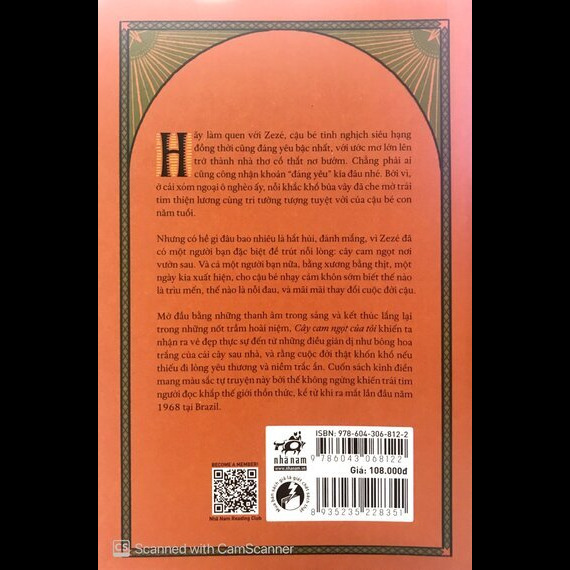 Hãy làm quen với Zezé, cậu bé tinh nghịch siêu hạng
đồng thời cũng đáng yêu bậc nhất, với ước mơ lớn lên
trở thành nhà thơ cổ thắt nơ bướm. Chẳng phải ai
cũng công nhận khoản “đáng yêu” kia đâu nhé. Bởi vì,
ở cái xóm ngoại ô nghèo ấy, nỗi khắc khổ bủa vây đã che mờ trái
tim thiện lương cùng trí tưởng tượng tuyệt vời của cậu bé con
năm tuổi.
Nhưng có hề gì đâu bao nhiêu là hắt hủi, đánh mắng, vì Zezé đã
có một người bạn đặc biệt để trút nỗi lòng: cây cam ngọt nơi
vườn sau. Và cả một người bạn nữa, bằng xương bằng thịt, một
ngày kia xuất hiện, cho cậu bé nhạy cảm khôn sớm biết thế nào
là trìu mến, thế nào là nỗi đau, và mãi mãi thay đổi cuộc đời cậu.
Mở đầu bằng những thanh âm trong sáng và kết thúc lắng lại
trong những nốt trầm hoài niệm, Cây cam ngọt của tôi khiến ta
nhận ra vẻ đẹp thực sự đến từ những điều giản dị như bông hoa
trắng của cái cây sau nhà, và rằng cuộc đời thật khốn khổ nếu
thiếu đi lòng yêu thương và niềm trắc ẩn. Cuốn sách kinh điển
mang màu sắc tự truyện này bởi thế không ngừng khiến trái tim
người đọc khắp thế giới thổn thức, kể từ khi ra mắt lần đầu năm
1968 tại Brazil.
ISBN: 978-604-306-812-2
nhã nam
www.nhanam.vn
9 786043 068122
Giá: 108.000đ
BECOME A MEMBER!
Nhã Nam Reading Club
8 935235 228351
CS Scanned with CamScanner